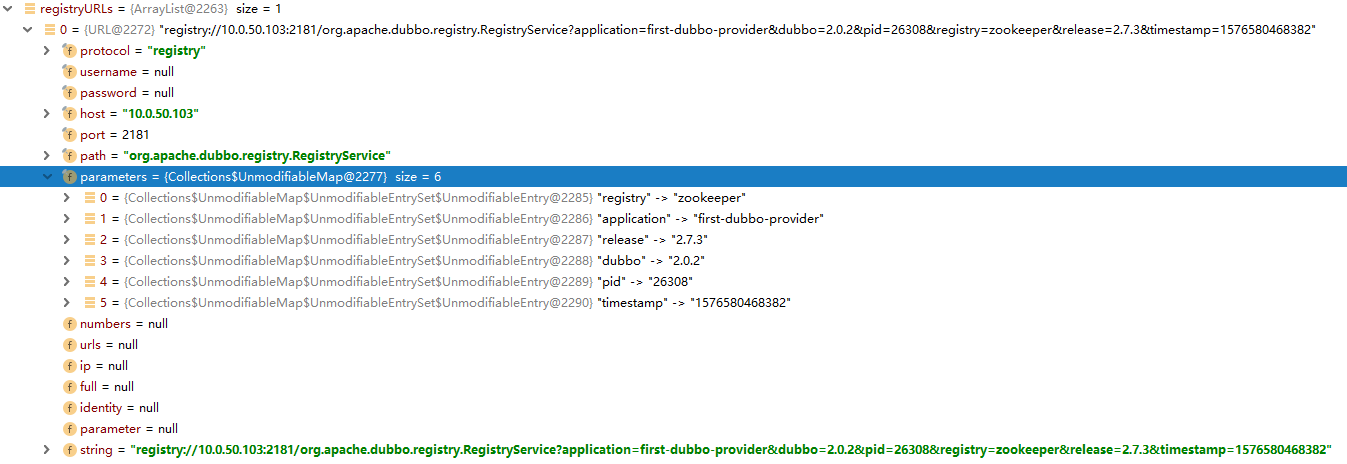 registryURLs = {ArrayList@2263} size = 1
0 = {URL@2272} "registry://10.0.50.103:2181/org.apache.dubbo.registry.RegistryService?application=first-dubbo-provider&dubbo=2.0.2&pid=26308&registry=zookeeper&release=2.7.3&timestamp=1576580468382"
f protocol = "registry"
f username = null
f password = null
f host = "10.0.50.103"
f port = 2181
f path = "org.apache.dubbo.registry.RegistryService"
f parameters = {Collections$UnmodifiableMap@2277} size = 6
0 = {Collections$UnmodifiableMap$UnmodifiableEntrySet$UnmodifiableEntry@2285} "registry" -> "zookeeper"
1 = {Collections$UnmodifiableMap$UnmodifiableEntrySet$UnmodifiableEntry@2286} "application" -> "first-dubbo-provider"
2 = {Collections$UnmodifiableMap$UnmodifiableEntrySet$UnmodifiableEntry@2287} "release" -> "2.7.3"
3 = {Collections$UnmodifiableMap$UnmodifiableEntrySet$UnmodifiableEntry@2288} "dubbo" -> "2.0.2"
4 = {Collections$UnmodifiableMap$UnmodifiableEntrySet$UnmodifiableEntry@2289} "pid" -> "26308"
5 = {Collections$UnmodifiableMap$UnmodifiableEntrySet$UnmodifiableEntry@2290} "timestamp" -> "1576580468382"
f numbers = null
f urls = null
f ip = null
f full = null
f identity = null
f parameter = null
f string = "registry://10.0.50.103:2181/org.apache.dubbo.registry.RegistryService?application=first-dubbo-provider&dubbo=2.0.2&pid=26308&registry=zookeeper&release=2.7.3&timestamp=1576580468382"